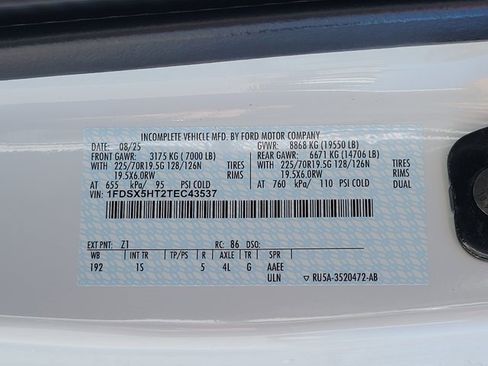 INCOMPLETE VEHICLE MFD. BY FORD MOTOR COMPANY
DATE: 08/25 GVWR: 8868 KG (19550 LB)
FRONT GAWR: 3175 KG (7000 LB) REAR GAWR: 6671 KG (14706 LB)
WITH 225/70R19.5G 128/126N TIRES WITH 225/70R19.5G 128/126N TIRES
19.5X6.0RW RIMS 19.5X6.0RW RIMS
AT 655 kPa/ 95 PSI COLD AT 760 kPa/ 110 PSI COLD
VIN: 1FDSX5HT2TEC43537
EXT PNT: Z1 RC: 86 DSO:
WB INT TR TP/PS R AXLE TR SPR
192 15 5 4L G AAEE
ULN ▽ RU5A-3520472-AB